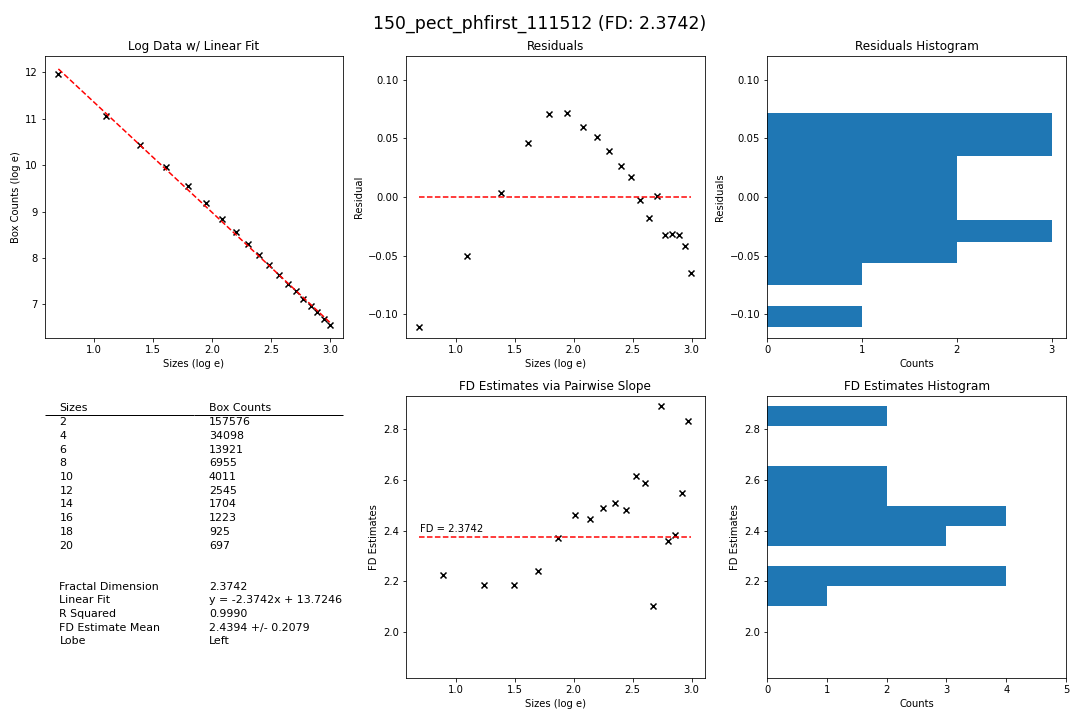 150_pect_phfirst_111512 (FD: 2.3742)
Log Data w/ Linear Fit
12
11
10
9
8
7
Box Counts (log e)
1.0 1.5 2.0 2.5 3.0
Sizes (log e)
Residuals
0.10
0.05
0.00
−0.05
−0.10
Residual
1.0 1.5 2.0 2.5 3.0
Sizes (log e)
Residuals Histogram
0.10
0.05
0.00
−0.05
−0.10
Residuals
0 1 2 3
Counts
Sizes Box Counts
2 157576
4 34098
6 13921
8 6955
10 4011
12 2545
14 1704
16 1223
18 925
20 697
Fractal Dimension 2.3742
Linear Fit y = -2.3742x + 13.7246
R Squared 0.9990
FD Estimate Mean 2.4394 +/- 0.2079
Lobe Left
FD Estimates via Pairwise Slope
2.8
2.6
2.4
2.2
2.0
FD Estimates
FD = 2.3742
1.0 1.5 2.0 2.5 3.0
Sizes (log e)
FD Estimates Histogram
2.8
2.6
2.4
2.2
2.0
FD Estimates
0 1 2 3 4 5
Counts